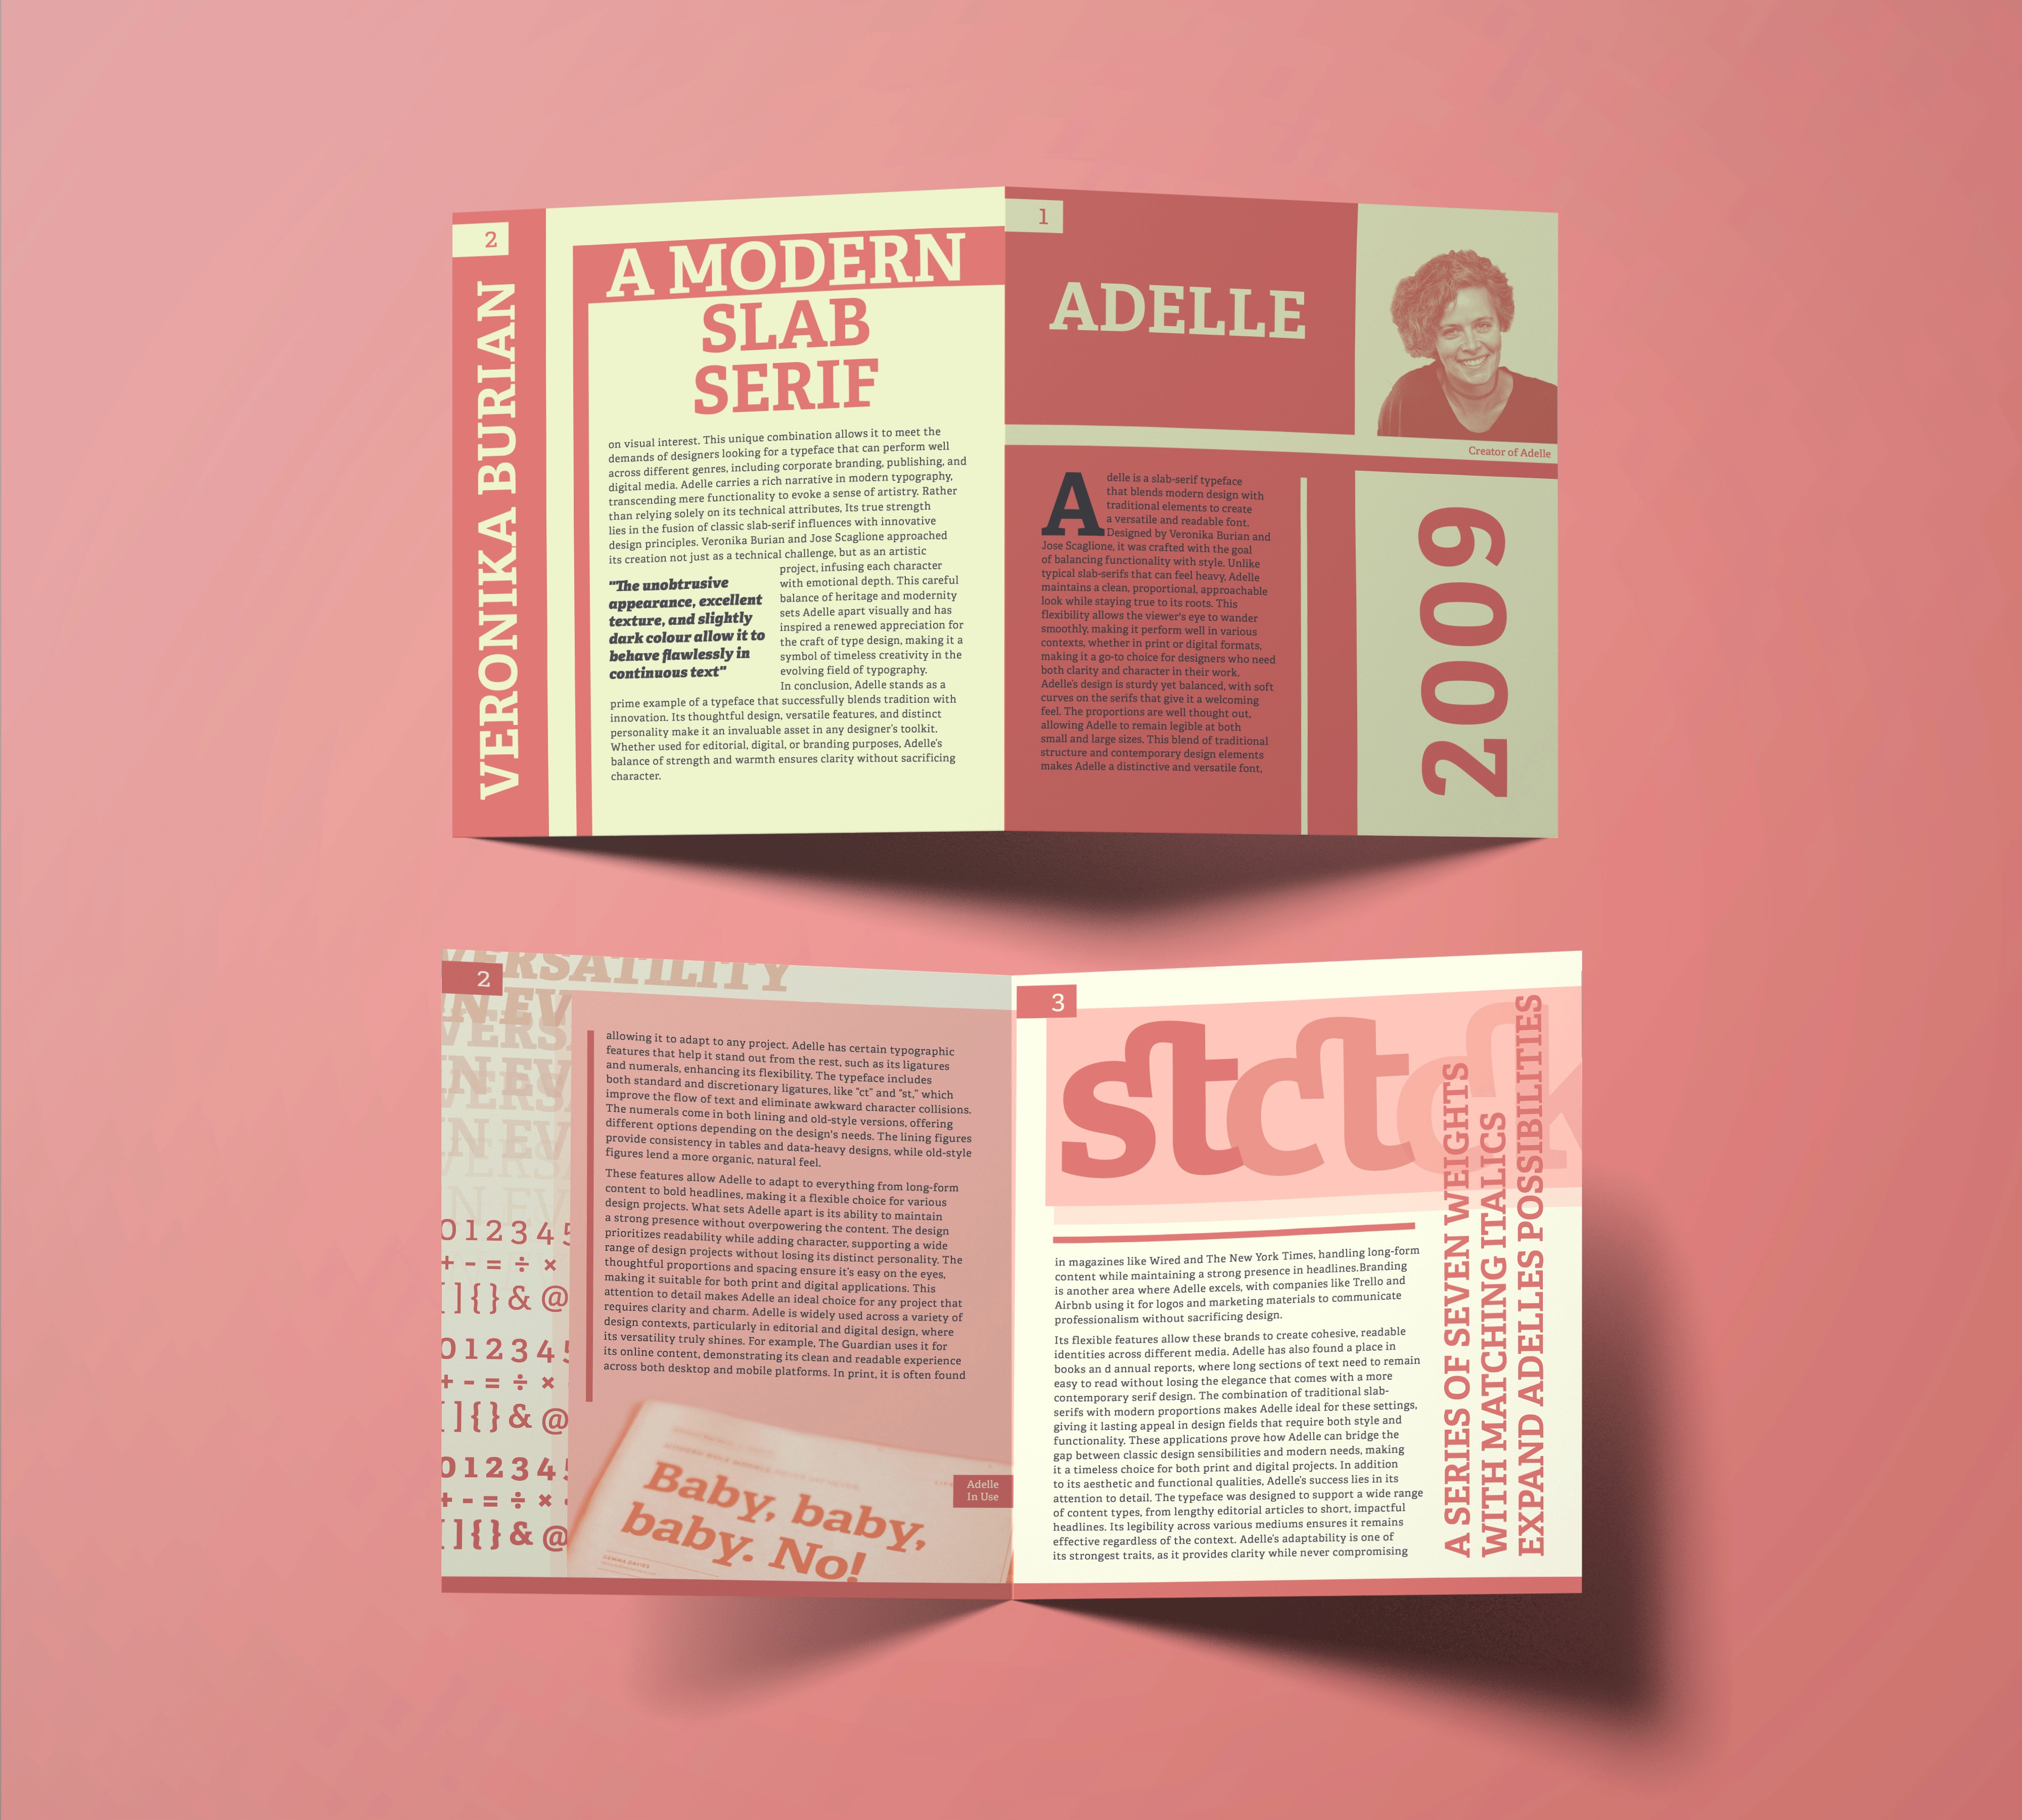 2
VERONIKA BURIAN
A MODERN
SLAB
SERIF
on visual interest. This unique combination allows it to meet the
demands of designers looking for a typeface that can perform well
across different genres, including corporate branding, publishing, and
digital media. Adelle carries a rich narrative in modern typography,
transcending mere functionality to evoke a sense of artistry. Rather
than relying solely on its technical attributes, Its true strength
lies in the fusion of classic slab-serif influences with innovative
design principles. Veronika Burian and Jose Scaglione approached
its creation not just as a technical challenge, but as an artistic
project, infusing each character
with emotional depth. This careful
balance of heritage and modernity
sets Adelle apart visually and has
inspired a renewed appreciation for
the craft of type design, making it a
symbol of timeless creativity in the
evolving field of typography.
In conclusion, Adelle stands as a
"The unobtrusive
appearance, excellent
texture, and slightly
dark colour allow it to
behave flawlessly in
continuous text"
prime example of a typeface that successfully blends tradition with
innovation. Its thoughtful design, versatile features, and distinct
personality make it an invaluable asset in any designer's toolkit.
Whether used for editorial, digital, or branding purposes, Adelle's
balance of strength and warmth ensures clarity without sacrificing
character.
1
ADELLE
Creator of Adelle
Adelle is a slab-serif typeface
that blends modern design with
traditional elements to create
a versatile and readable font.
Designed by Veronika Burian and
Jose Scaglione, it was crafted with the goal
of balancing functionality with style. Unlike
typical slab-serifs that can feel heavy, Adelle
maintains a clean, proportional, approachable
look while staying true to its roots. This
flexibility allows the viewer's eye to wander
smoothly, making it perform well in various
contexts, whether in print or digital formats,
making it a go-to choice for designers who need
both clarity and character in their work.
Adelle's design is sturdy yet balanced, with soft
curves on the serifs that give it a welcoming
feel. The proportions are well thought out,
allowing Adelle to remain legible at both
small and large sizes. This blend of traditional
structure and contemporary design elements
makes Adelle a distinctive and versatile font,
2009
2
VERSATILITY
IN EV
VERS
IN EV
VERS
IN EV
VERS
IN EV
0 1 2 3 4 5
+ - = ÷ ×
[ ] { } & @
0 1 2 3 4 5
+ - = ÷ ×
[ ] { } & @
0 1 2 3 4 5
+ - = ÷ ×
[ ] { } & @
allowing it to adapt to any project. Adelle has certain typographic
features that help it stand out from the rest, such as its ligatures
and numerals, enhancing its flexibility. The typeface includes
both standard and discretionary ligatures, like "ct" and "st," which
improve the flow of text and eliminate awkward character collisions.
The numerals come in both lining and old-style versions, offering
different options depending on the design's needs. The lining figures
provide consistency in tables and data-heavy designs, while old-style
figures lend a more organic, natural feel.
These features allow Adelle to adapt to everything from long-form
content to bold headlines, making it a flexible choice for various
design projects. What sets Adelle apart is its ability to maintain
a strong presence without overpowering the content. The design
prioritizes readability while adding character, supporting a wide
range of design projects without losing its distinct personality. The
thoughtful proportions and spacing ensure it's easy on the eyes,
making it suitable for both print and digital applications. This
attention to detail makes Adelle an ideal choice for any project that
requires clarity and charm. Adelle is widely used across a variety of
design contexts, particularly in editorial and digital design, where
its versatility truly shines. For example, The Guardian uses it for
its online content, demonstrating its clean and readable experience
across both desktop and mobile platforms. In print, it is often found
Baby, baby,
baby. No!
GEMMA DAVIES
Adelle
In Use
3
st ct ck
in magazines like Wired and The New York Times, handling long-form
content while maintaining a strong presence in headlines.Branding
is another area where Adelle excels, with companies like Trello and
Airbnb using it for logos and marketing materials to communicate
professionalism without sacrificing design.
Its flexible features allow these brands to create cohesive, readable
identities across different media. Adelle has also found a place in
books an d annual reports, where long sections of text need to remain
easy to read without losing the elegance that comes with a more
contemporary serif design. The combination of traditional slab-
serifs with modern proportions makes Adelle ideal for these settings,
giving it lasting appeal in design fields that require both style and
functionality. These applications prove how Adelle can bridge the
gap between classic design sensibilities and modern needs, making
it a timeless choice for both print and digital projects. In addition
to its aesthetic and functional qualities, Adelle's success lies in its
attention to detail. The typeface was designed to support a wide range
of content types, from lengthy editorial articles to short, impactful
headlines. Its legibility across various mediums ensures it remains
effective regardless of the context. Adelle's adaptability is one of
its strongest traits, as it provides clarity while never compromising
A SERIES OF SEVEN WEIGHTS
WITH MATCHING ITALICS
EXPAND ADELLES POSSIBILITIES